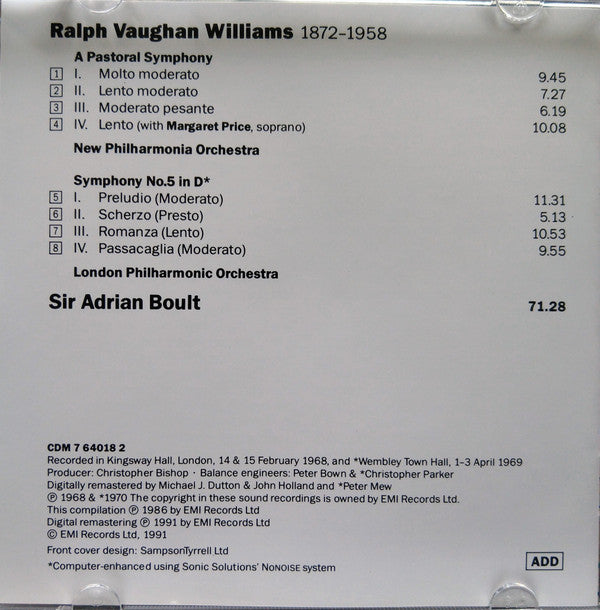 Ralph Vaughan Williams 1872–1958
A Pastoral Symphony
1 I. Molto moderato 9.45
2 II. Lento moderato 7.27
3 III. Moderato pesante 6.19
4 IV. Lento (with Margaret Price, soprano) 10.08
New Philharmonia Orchestra
Symphony No.5 in D*
5 I. Preludio (Moderato) 11.31
6 II. Scherzo (Presto) 5.13
7 III. Romanza (Lento) 10.53
8 IV. Passacaglia (Moderato) 9.55
London Philharmonic Orchestra
Sir Adrian Boult 71.28
CDM 7 64018 2
Recorded in Kingsway Hall, London, 14 & 15 February 1968, and *Wembley Town Hall, 1–3 April 1969
Producer: Christopher Bishop · Balance engineers: Peter Bown & *Christopher Parker
Digitally remastered by Michael J. Dutton & John Holland and *Peter Mew
℗ 1968 & *1970 The copyright in these sound recordings is owned by EMI Records Ltd.
This compilation ℗ 1986 by EMI Records Ltd
Digital remastering ℗ 1991 by EMI Records Ltd
© EMI Records Ltd, 1991
Front cover design: SampsonTyrrell Ltd
*Computer-enhanced using Sonic Solutions' NONOISE system
ADD